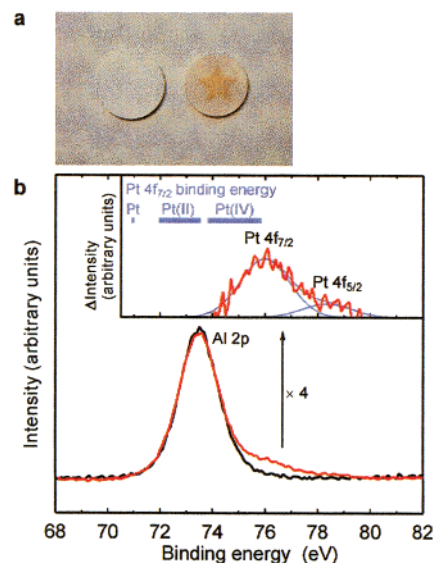 a
b
Pt 4f7/2 binding energy
Pt Pt(II) Pt(IV)
Pt 4f7/2
Pt 4f5/2
ΔIntensity
(arbitrary units)
Al 2p
× 4
Intensity (arbitrary units)
68 70 72 74 76 78 80 82
Binding energy (eV)